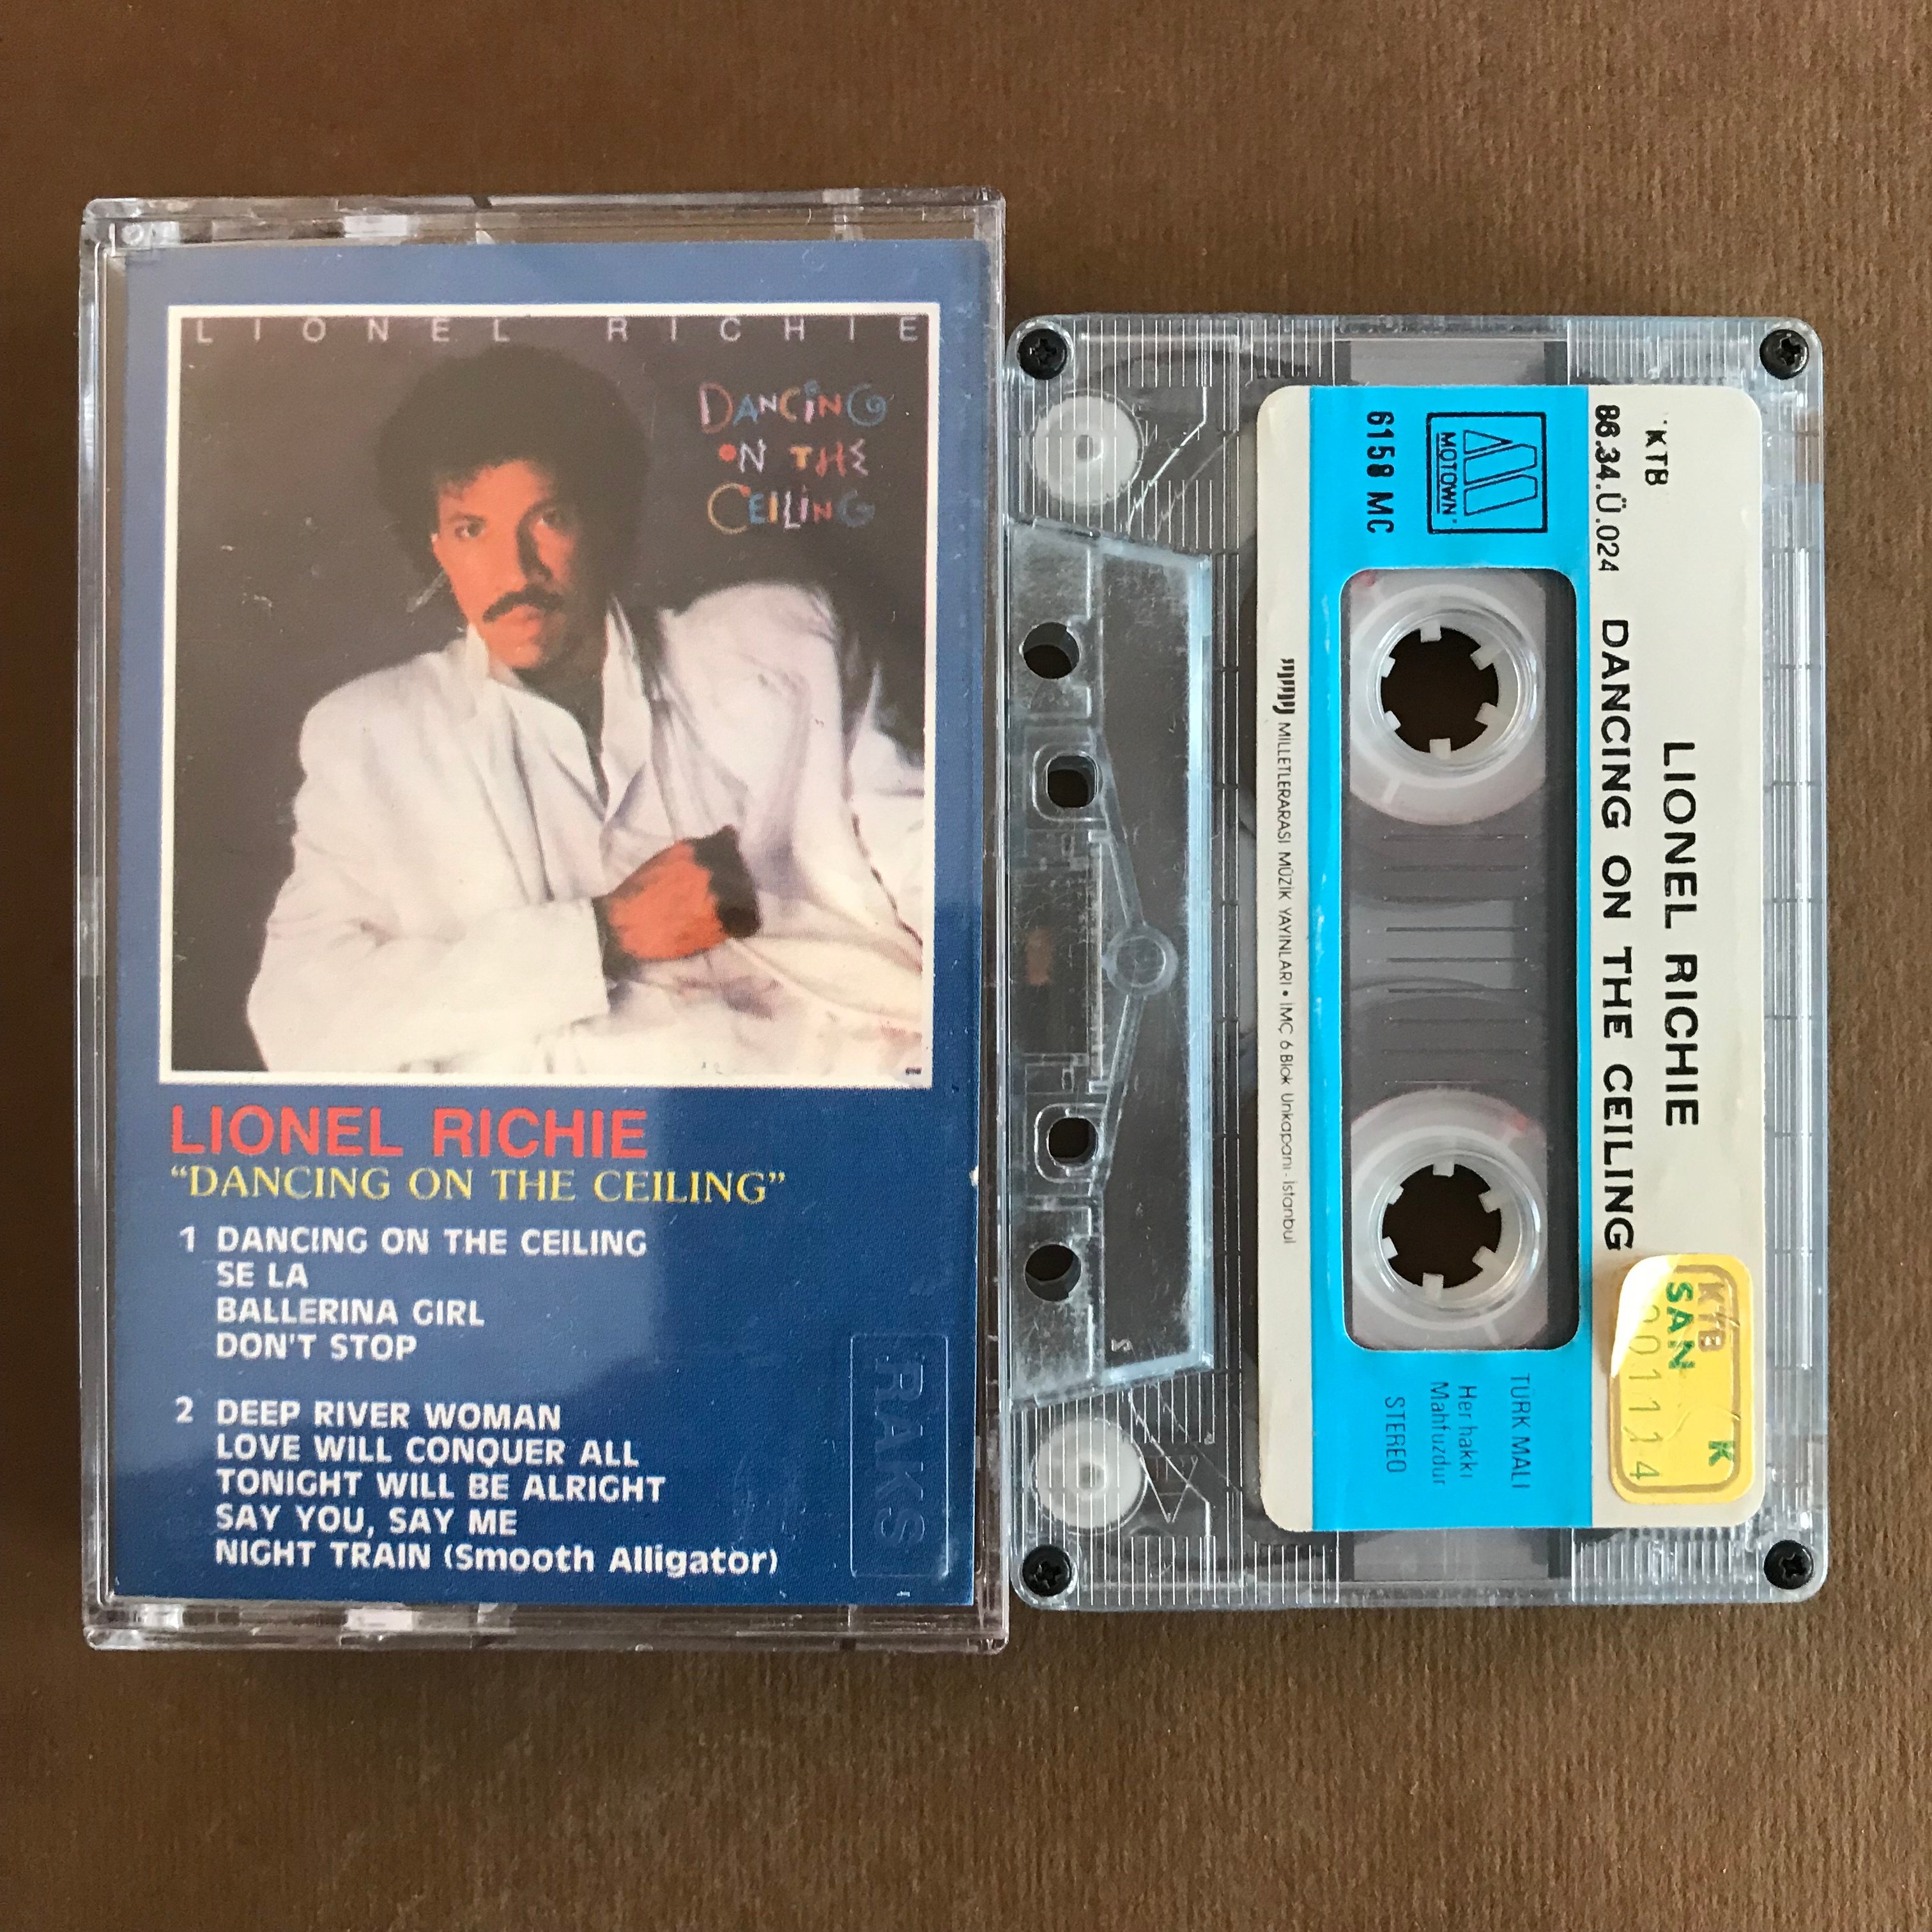 LIONEL RICHIE
DANCING
ON THE
CEILING
LIONEL RICHIE
“DANCING ON THE CEILING”
1 DANCING ON THE CEILING
SE LA
BALLERINA GIRL
DON'T STOP
2 DEEP RIVER WOMAN
LOVE WILL CONQUER ALL
TONIGHT WILL BE ALRIGHT
SAY YOU, SAY ME
NIGHT TRAIN (Smooth Alligator)
RAKS
KTB
86.34.Ü.024
LIONEL RICHIE
DANCING ON THE CEILING
MOTOWN
6158 MC
TÜRK MALI
Her hakkı
Mahfuzdur
STEREO
MİLLETLERARASI MÜZİK YAYINLARI • İMÇ 6 Blok Unkapanı - İstanbul
KTB
SAN K